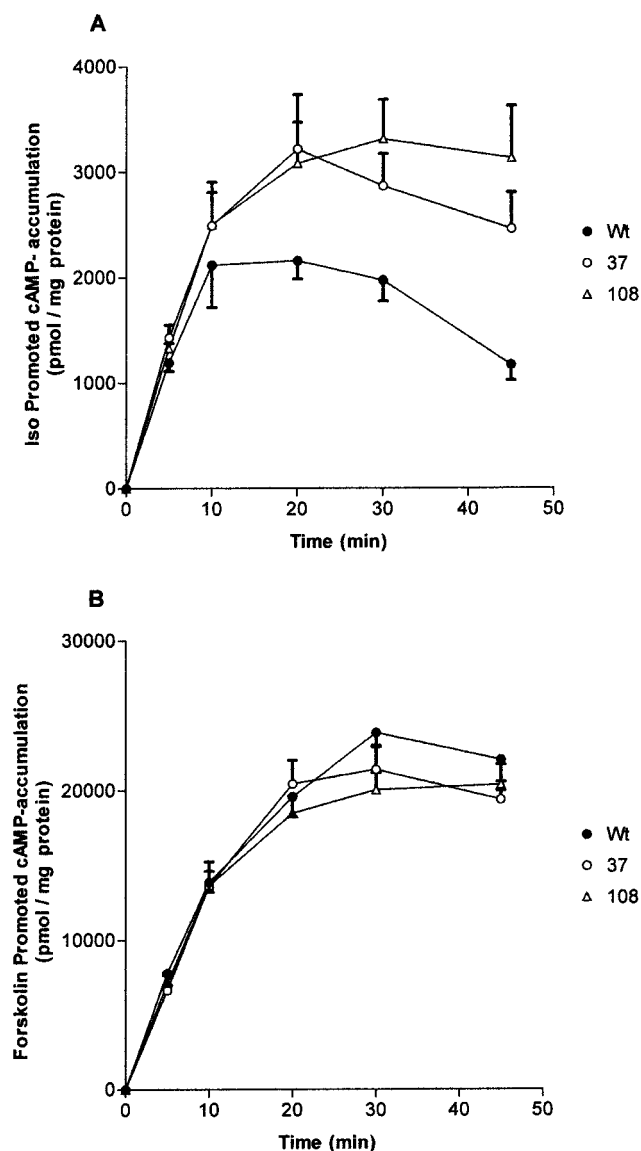 A
Iso Promoted cAMP- accumulation
(pmol / mg protein)
4000
3000
2000
1000
0
0 10 20 30 40 50
Time (min)
Wt
37
108
B
Forskolin Promoted cAMP-accumulation
(pmol / mg protein)
30000
20000
10000
0
0 10 20 30 40 50
Time (min)
Wt
37
108